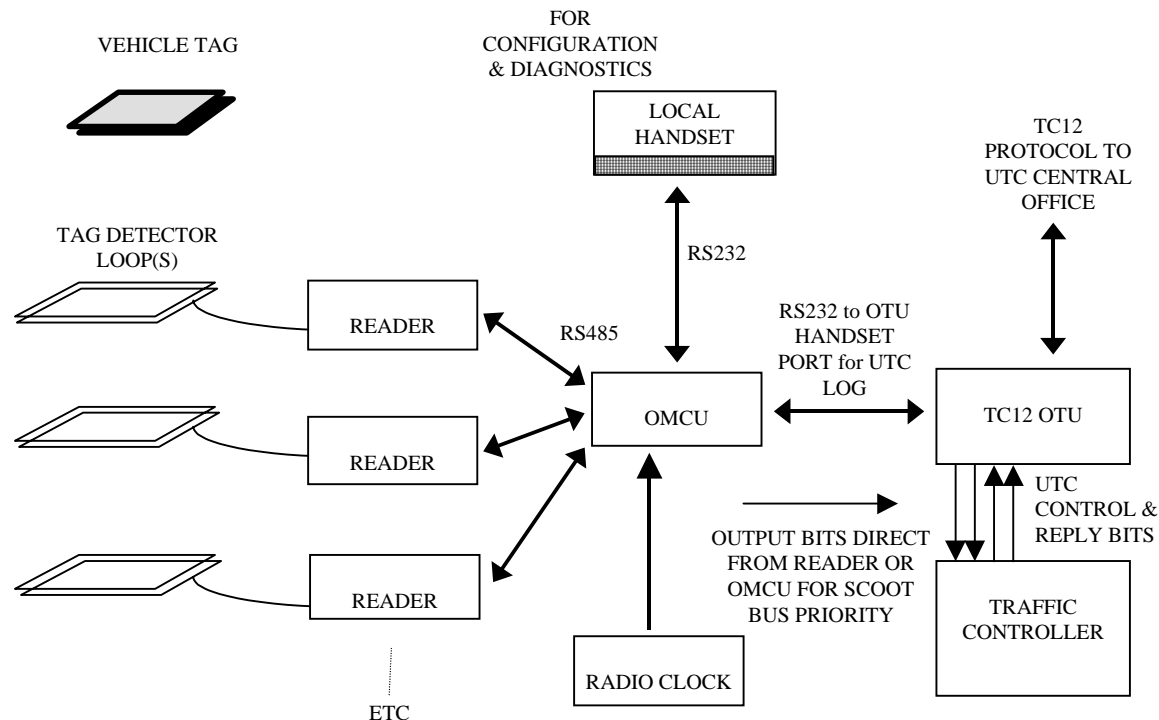 VEHICLE TAG
FOR
CONFIGURATION
& DIAGNOSTICS
LOCAL
HANDSET
TC12
PROTOCOL TO
UTC CENTRAL
OFFICE
TAG DETECTOR
LOOP(S)
RS232
READER
RS485
RS232 to OTU
HANDSET
PORT for UTC
LOG
OMCU
TC12 OTU
READER
UTC
CONTROL &
REPLY BITS
OUTPUT BITS DIRECT
FROM READER OR
OMCU FOR SCOOT
BUS PRIORITY
READER
TRAFFIC
CONTROLLER
RADIO CLOCK
ETC